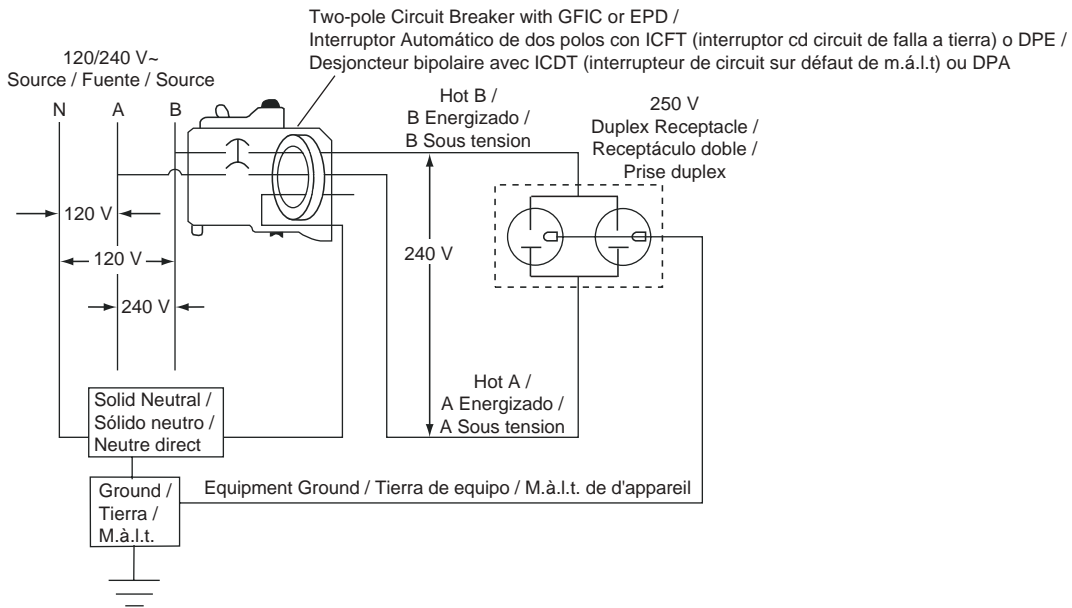 Two-pole Circuit Breaker with GFIC or EPD /
Interruptor Automático de dos polos con ICFT (interruptor cd circuit de falla a tierra) o DPE /
Desjoncteur bipolaire avec ICDT (interrupteur de circuit sur défaut de m.á.l.t) ou DPA
120/240 V~
Source / Fuente / Source
N A B
Hot B /
B Energizado /
B Sous tension
250 V
Duplex Receptacle /
Receptáculo doble /
Prise duplex
120 V
120 V
240 V
240 V
Hot A /
A Energizado /
A Sous tension
Solid Neutral /
Sólido neutro /
Neutre direct
Ground /
Tierra /
M.à.l.t.
Equipment Ground / Tierra de equipo / M.à.l.t. de d'appareil